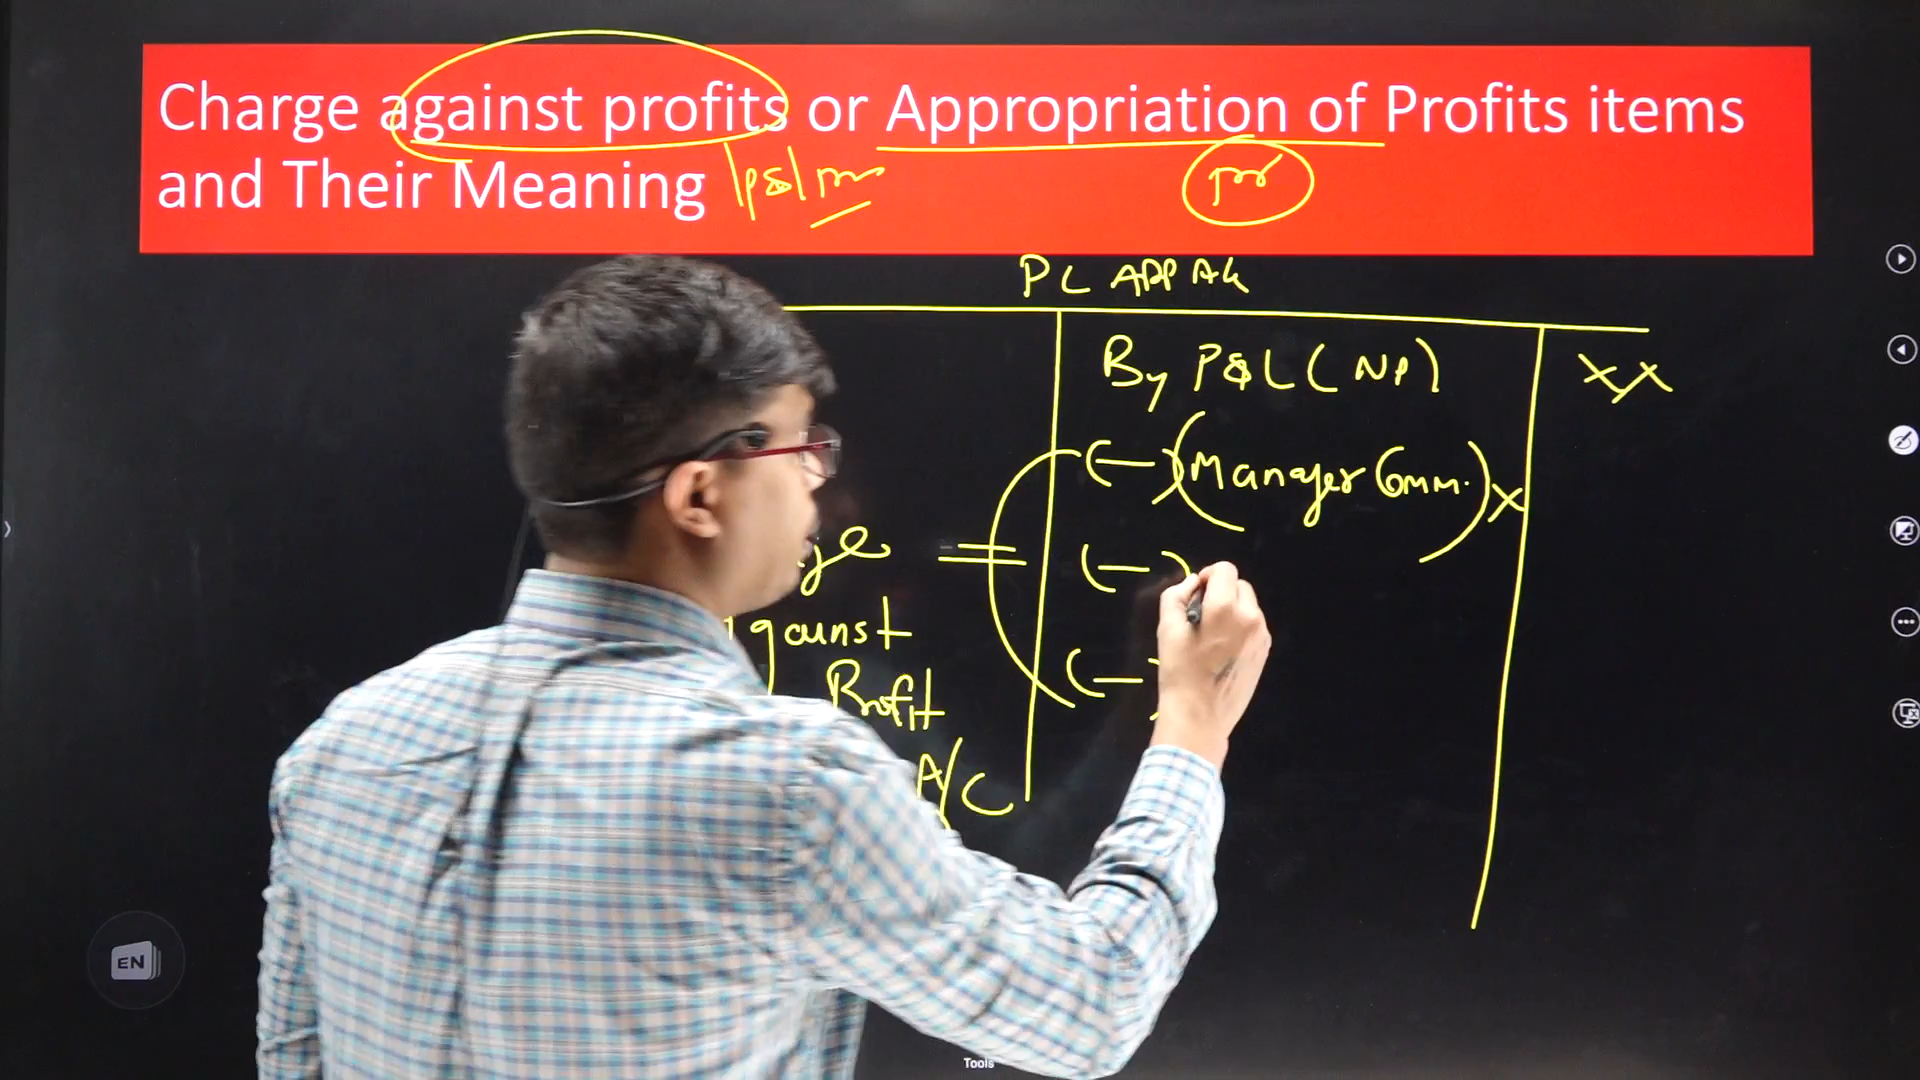 Charge against profits or Appropriation of Profits items
and Their Meaning
P&L
PL APP A/c
By P&L (NP) XX
(-) (Manager Comm.) X
(-)
(-)
against
Profit
A/C
EN
Tools